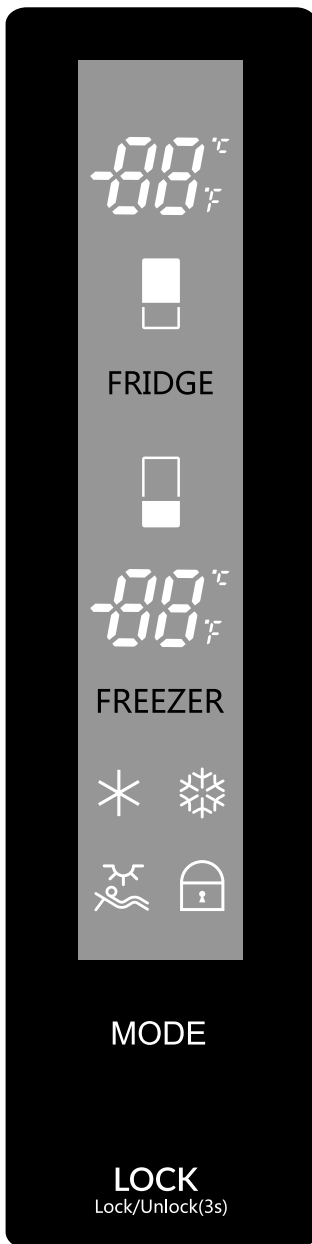 -88 °C
°F
FRIDGE
-88 °C
°F
FREEZER
MODE
LOCK
Lock/Unlock(3s)